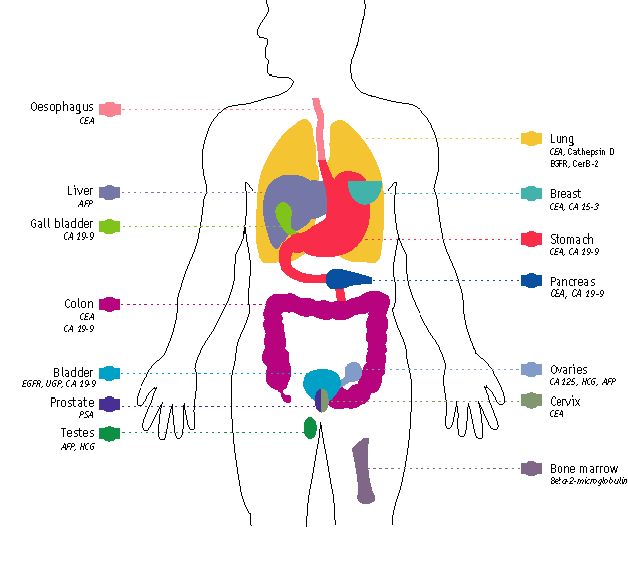 Oesophagus
CEA
Liver
AFP
Gall bladder
CA 19-9
Colon
CEA
CA 19-9
Bladder
EGFR, UGP, CA 19-9
Prostate
PSA
Testes
AFP, HCG
Lung
CEA, Cathepsin D
EGFR, CerB-2
Breast
CEA, CA 15-3
Stomach
CEA, CA 19-9
Pancreas
CEA, CA 19-9
Ovaries
CA 125, HCG, AFP
Cervix
CEA
Bone marrow
Beta-2-microglobulin